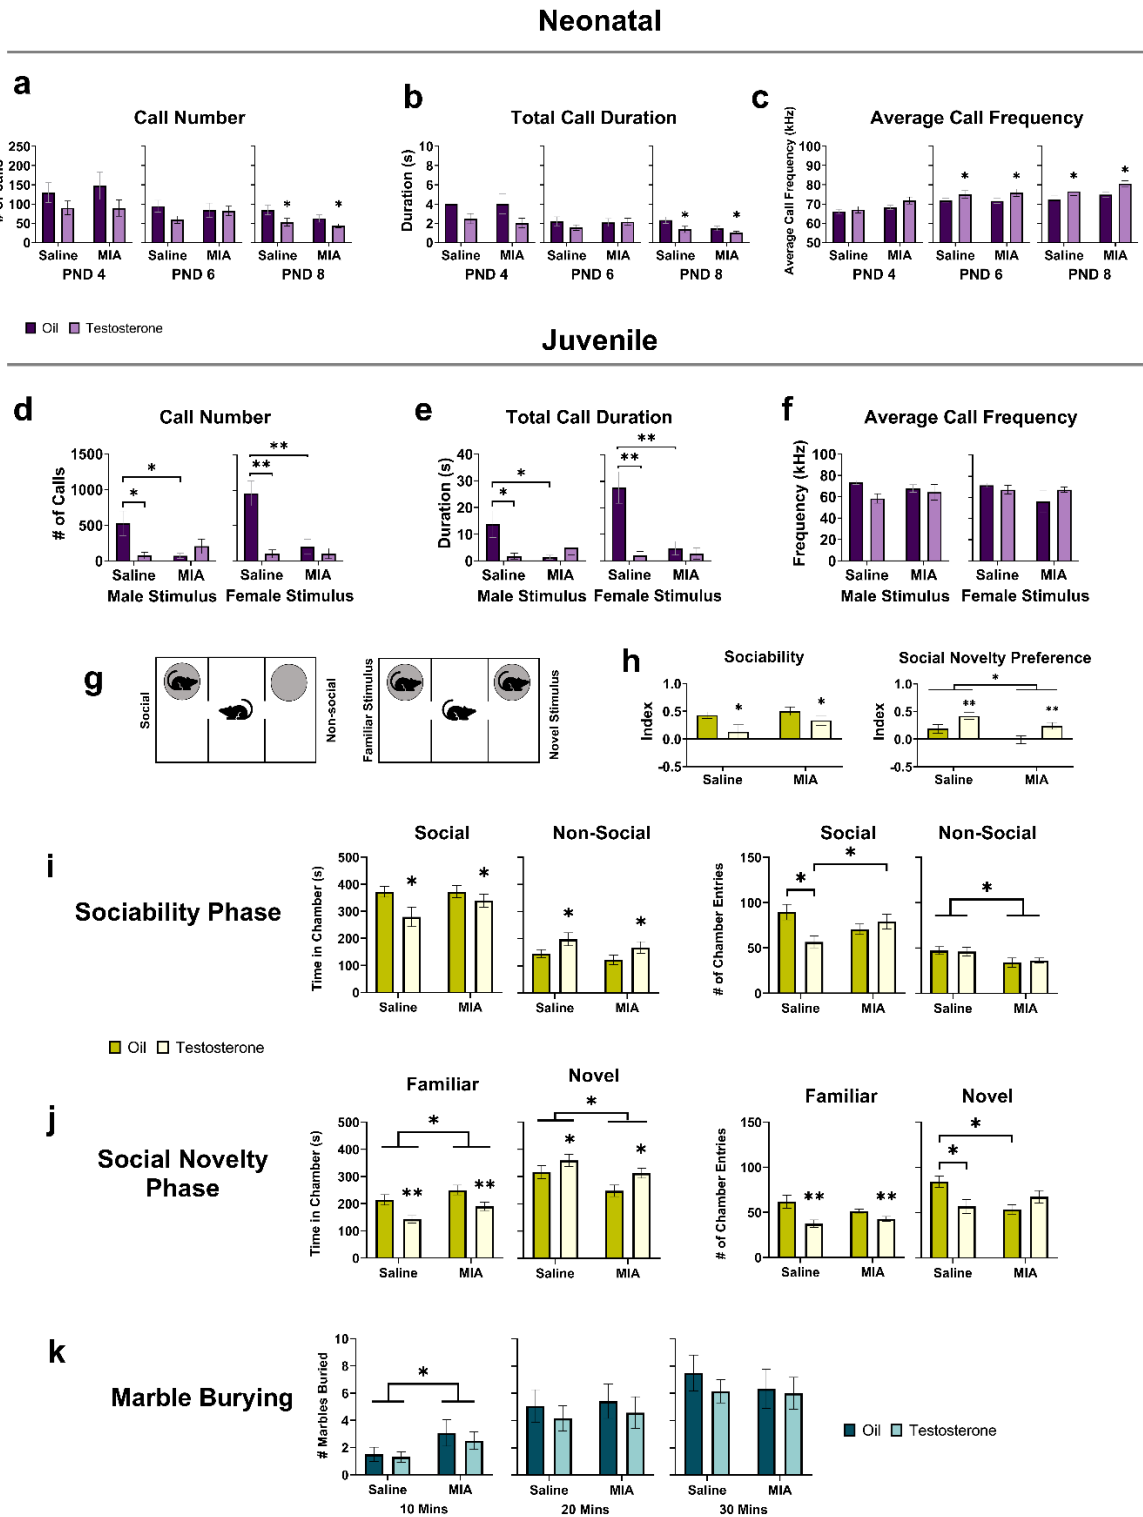 Neonatal
a
b
c
Call Number
Total Call Duration
Average Call Frequency
# of Calls
250
200
150
100
50
0
Saline MIA
PND 4
Saline MIA
PND 6
* *
Saline MIA
PND 8
Duration (s)
10
8
6
4
2
0
Saline MIA
PND 4
Saline MIA
PND 6
* *
Saline MIA
PND 8
Average Call Frequency (kHz)
100
90
80
70
60
50
Saline MIA
PND 4
* *
Saline MIA
PND 6
* *
Saline MIA
PND 8
Oil Testosterone
Juvenile
d
e
f
Call Number
Total Call Duration
Average Call Frequency
# of Calls
1500
1000
500
0
*
*
Saline MIA
Male Stimulus
**
**
Saline MIA
Female Stimulus
Duration (s)
40
30
20
10
0
*
*
Saline MIA
Male Stimulus
**
**
Saline MIA
Female Stimulus
Frequency (kHz)
100
80
60
40
20
0
Saline MIA
Male Stimulus
Saline MIA
Female Stimulus
g
Social
Non-social
Familiar Stimulus
Novel Stimulus
h
Sociability
Index
1.0
0.5
0.0
-0.5
* *
Saline MIA
Social Novelty Preference
Index
1.0
0.5
0.0
-0.5
*
** **
Saline MIA
i
Sociability Phase
Social
Non-Social
Time in Chamber (s)
500
400
300
200
100
0
* *
Saline MIA
* *
Saline MIA
Social
Non-Social
# of Chamber Entries
150
100
50
0
*
*
Saline MIA
*
Saline MIA
Oil Testosterone
j
Social Novelty
Phase
Familiar
Novel
Time in Chamber (s)
500
400
300
200
100
0
*
** **
Saline MIA
*
* *
Saline MIA
Familiar
Novel
# of Chamber Entries
150
100
50
0
** **
Saline MIA
*
*
Saline MIA
k
Marble Burying
# Marbles Buried
10
8
6
4
2
0
*
Saline MIA
10 Mins
Saline MIA
20 Mins
Saline MIA
30 Mins
Oil Testosterone